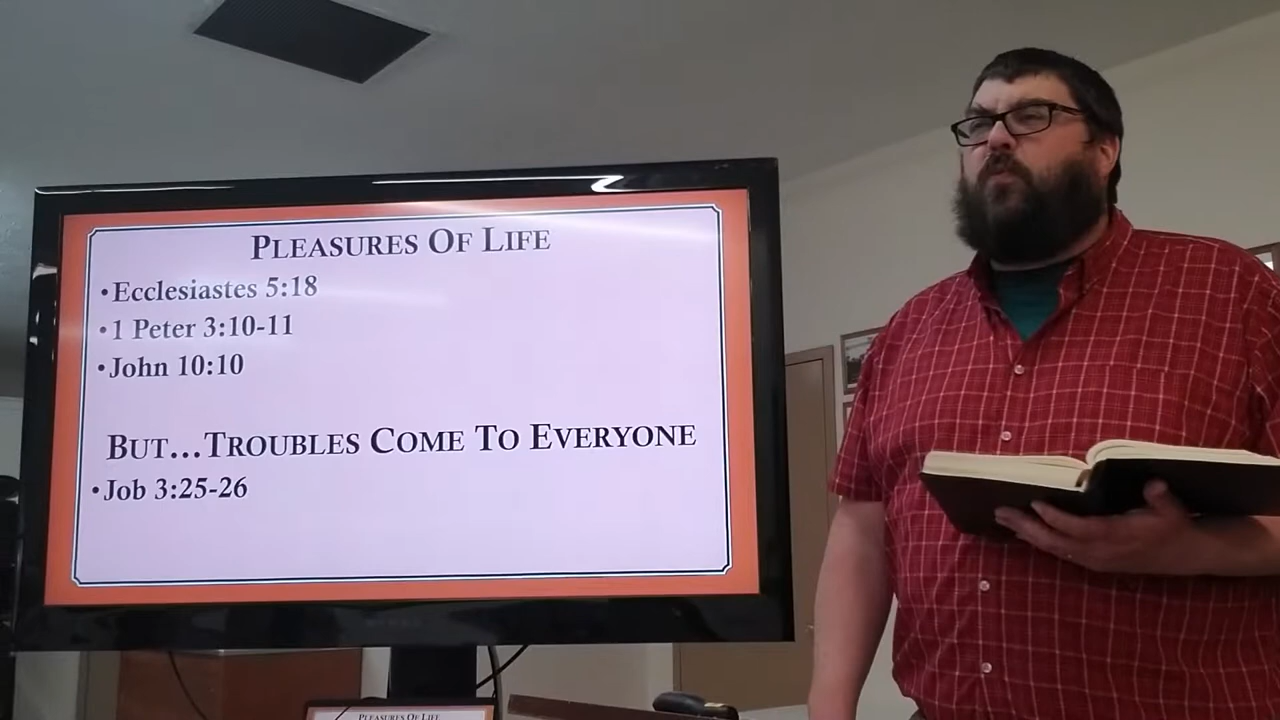 PLEASURES OF LIFE
•Ecclesiastes 5:18
•1 Peter 3:10-11
•John 10:10
BUT...TROUBLES COME TO EVERYONE
•Job 3:25-26
PLEASURES OF LIFE